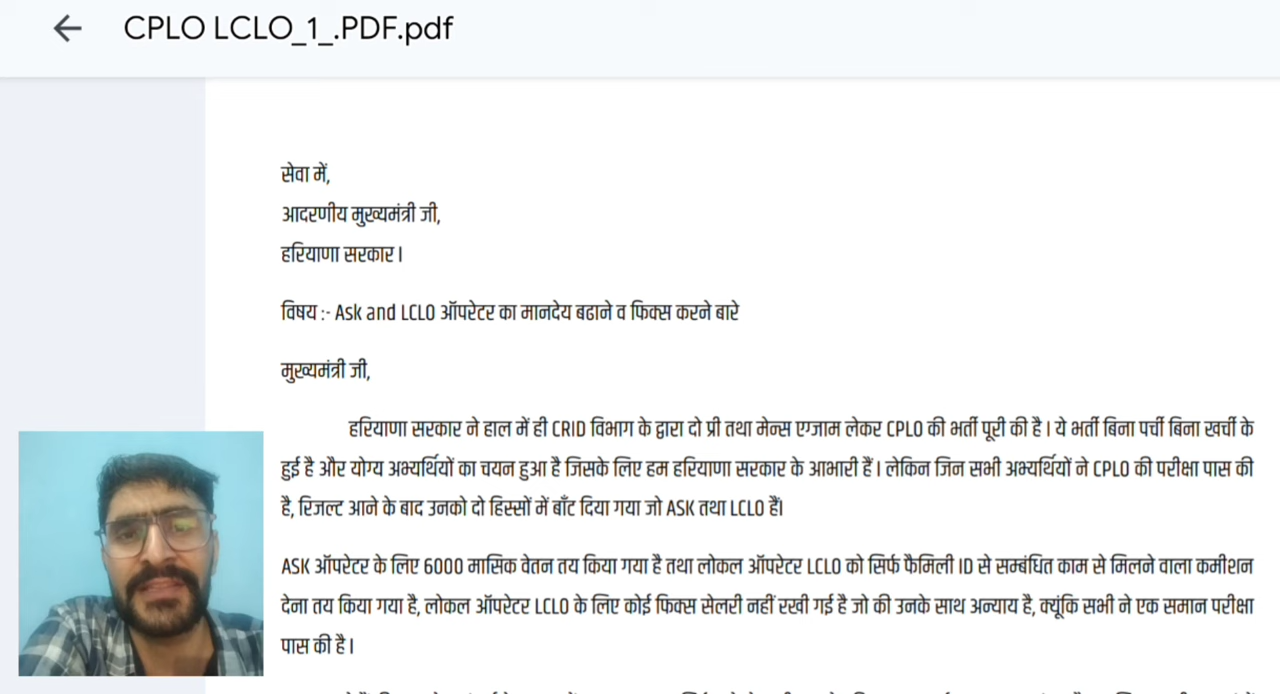 CPLO LCLO_1_.PDF.pdf
सेवा में,
आदरणीय मुख्यमंत्री जी,
हरियाणा सरकार ।
विषय :- Ask and LCLO ऑपरेटर का मानदेय बढाने व फिक्स करने बारे
मुख्यमंत्री जी,
हरियाणा सरकार ने हाल में ही CRID विभाग के द्वारा दो प्री तथा मेन्स एग्जाम लेकर CPLO की भर्ती पूरी की है । ये भर्ती बिना पर्ची बिना खर्ची के
हुई है और योग्य अभ्यर्थियों का चयन हुआ है जिसके लिए हम हरियाणा सरकार के आभारी हैं । लेकिन जिन सभी अभ्यर्थियों ने CPLO की परीक्षा पास की
है, रिजल्ट आने के बाद उनको दो हिस्सों में बाँट दिया गया जो ASK तथा LCLO हैं।
ASK ऑपरेटर के लिए 6000 मासिक वेतन तय किया गया है तथा लोकल ऑपरेटर LCLO को सिर्फ फैमिली ID से सम्बंधित काम से मिलने वाला कमीशन
देना तय किया गया है, लोकल ऑपरेटर LCLO के लिए कोई फिक्स सेलरी नहीं रखी गई है जो की उनके साथ अन्याय है, क्यूंकि सभी ने एक समान परीक्षा
पास की है ।